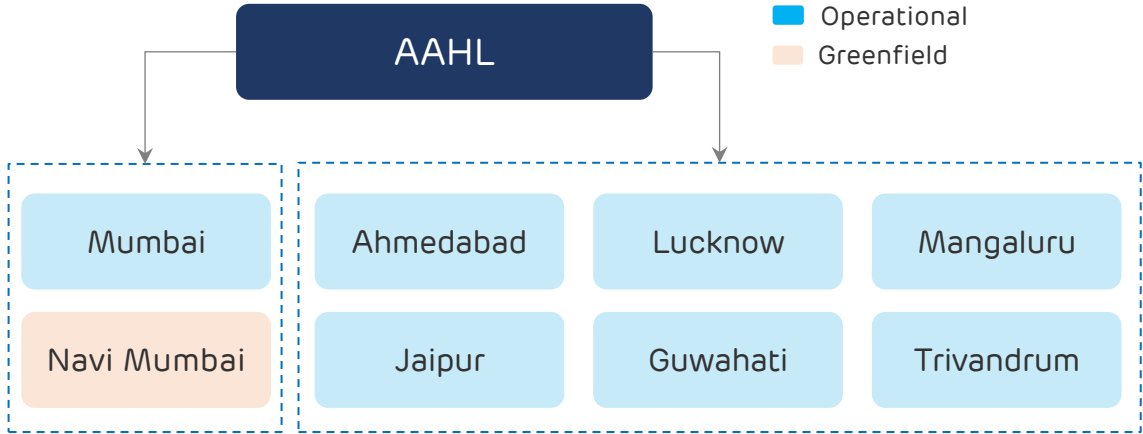 AAHL
Operational
Greenfield
Mumbai
Navi Mumbai
Ahmedabad
Lucknow
Mangaluru
Jaipur
Guwahati
Trivandrum